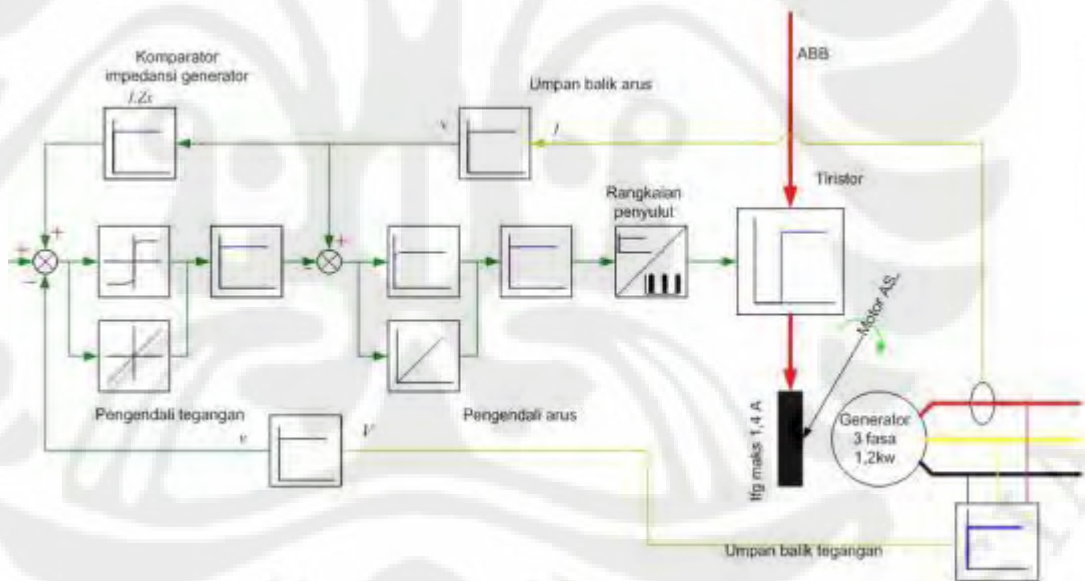 Komparator
impedansi generator
I.Zs
Umpan balik arus
ABB
v
I
Tiristor
Rangkaian
penyulut
+
+
+
−
-
Motor AS
Pengendali tegangan
Pengendali arus
v
V
Ifg maks 1,4 A
Generator
3 fasa
1,2kw
Umpan balik tegangan